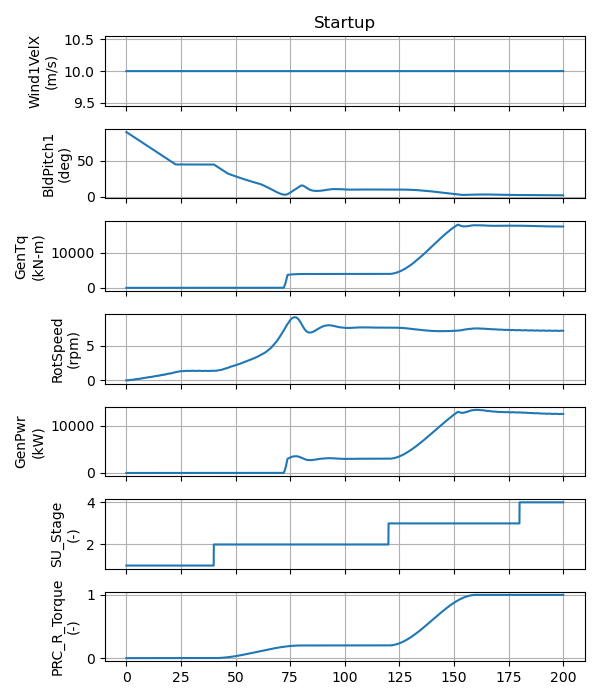 Startup
Wind1VelX
(m/s)
10.5
10.0
9.5
BldPitch1
(deg)
50
0
GenTq
(kN-m)
10000
0
RotSpeed
(rpm)
5
0
GenPwr
(kW)
10000
0
SU_Stage
(-)
4
2
PRC_R_Torque
(-)
1
0
0 25 50 75 100 125 150 175 200